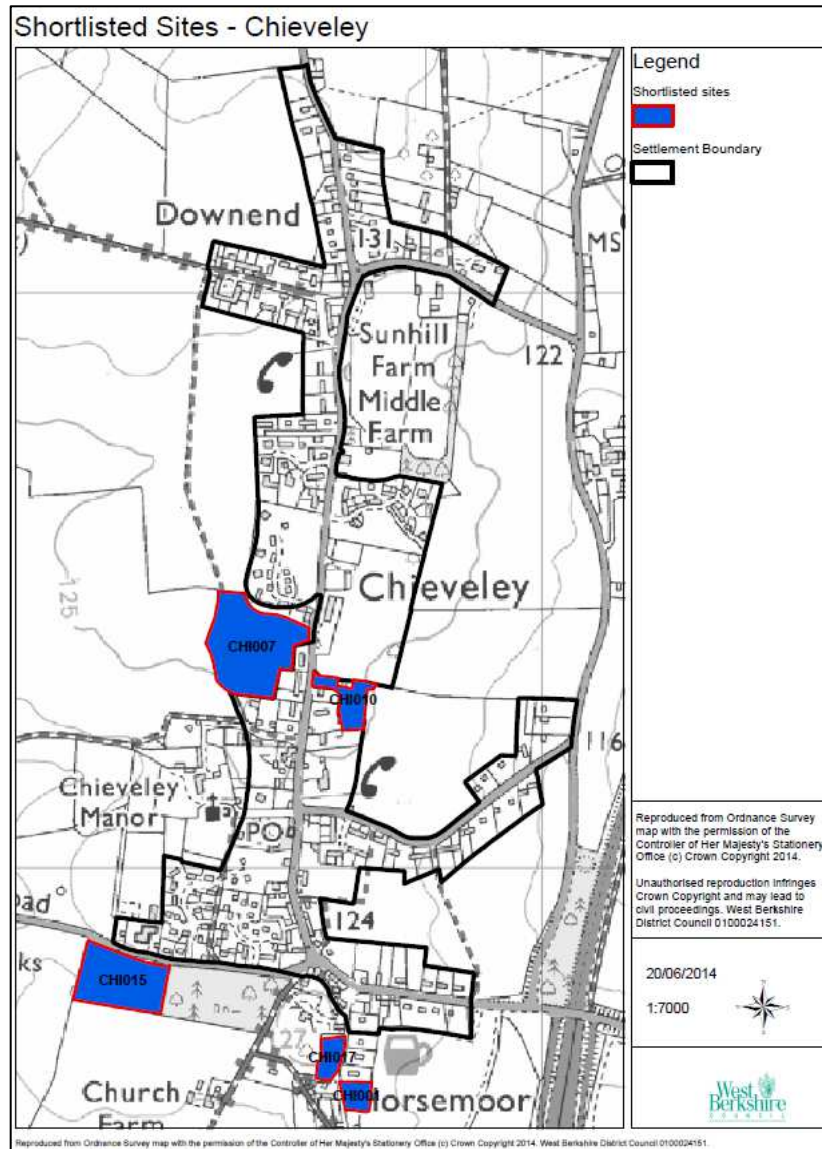 Shortlisted Sites - Chieveley
Legend
Shortlisted sites
Settlement Boundary
Downend
131
MS
Sunhill
Farm
Middle
Farm
122
Chieveley
125
CHI007
CHI010
116
Chieveley
Manor
PO
124
CHI015
CHI017
CHI001
Church
Farm
Horsemoor
Reproduced from Ordnance Survey
map with the permission of the
Controller of Her Majesty's Stationery
Office (c) Crown Copyright 2014.
Unauthorised reproduction infringes
Crown Copyright and may lead to
civil proceedings. West Berkshire
District Council 0100024151.
20/06/2014
1:7000
West
Berkshire
COUNCIL
Reproduced from Ordnance Survey map with the permission of the Controller of Her Majesty's Stationery Office (c) Crown Copyright 2014. West Berkshire District Council 0100024151.